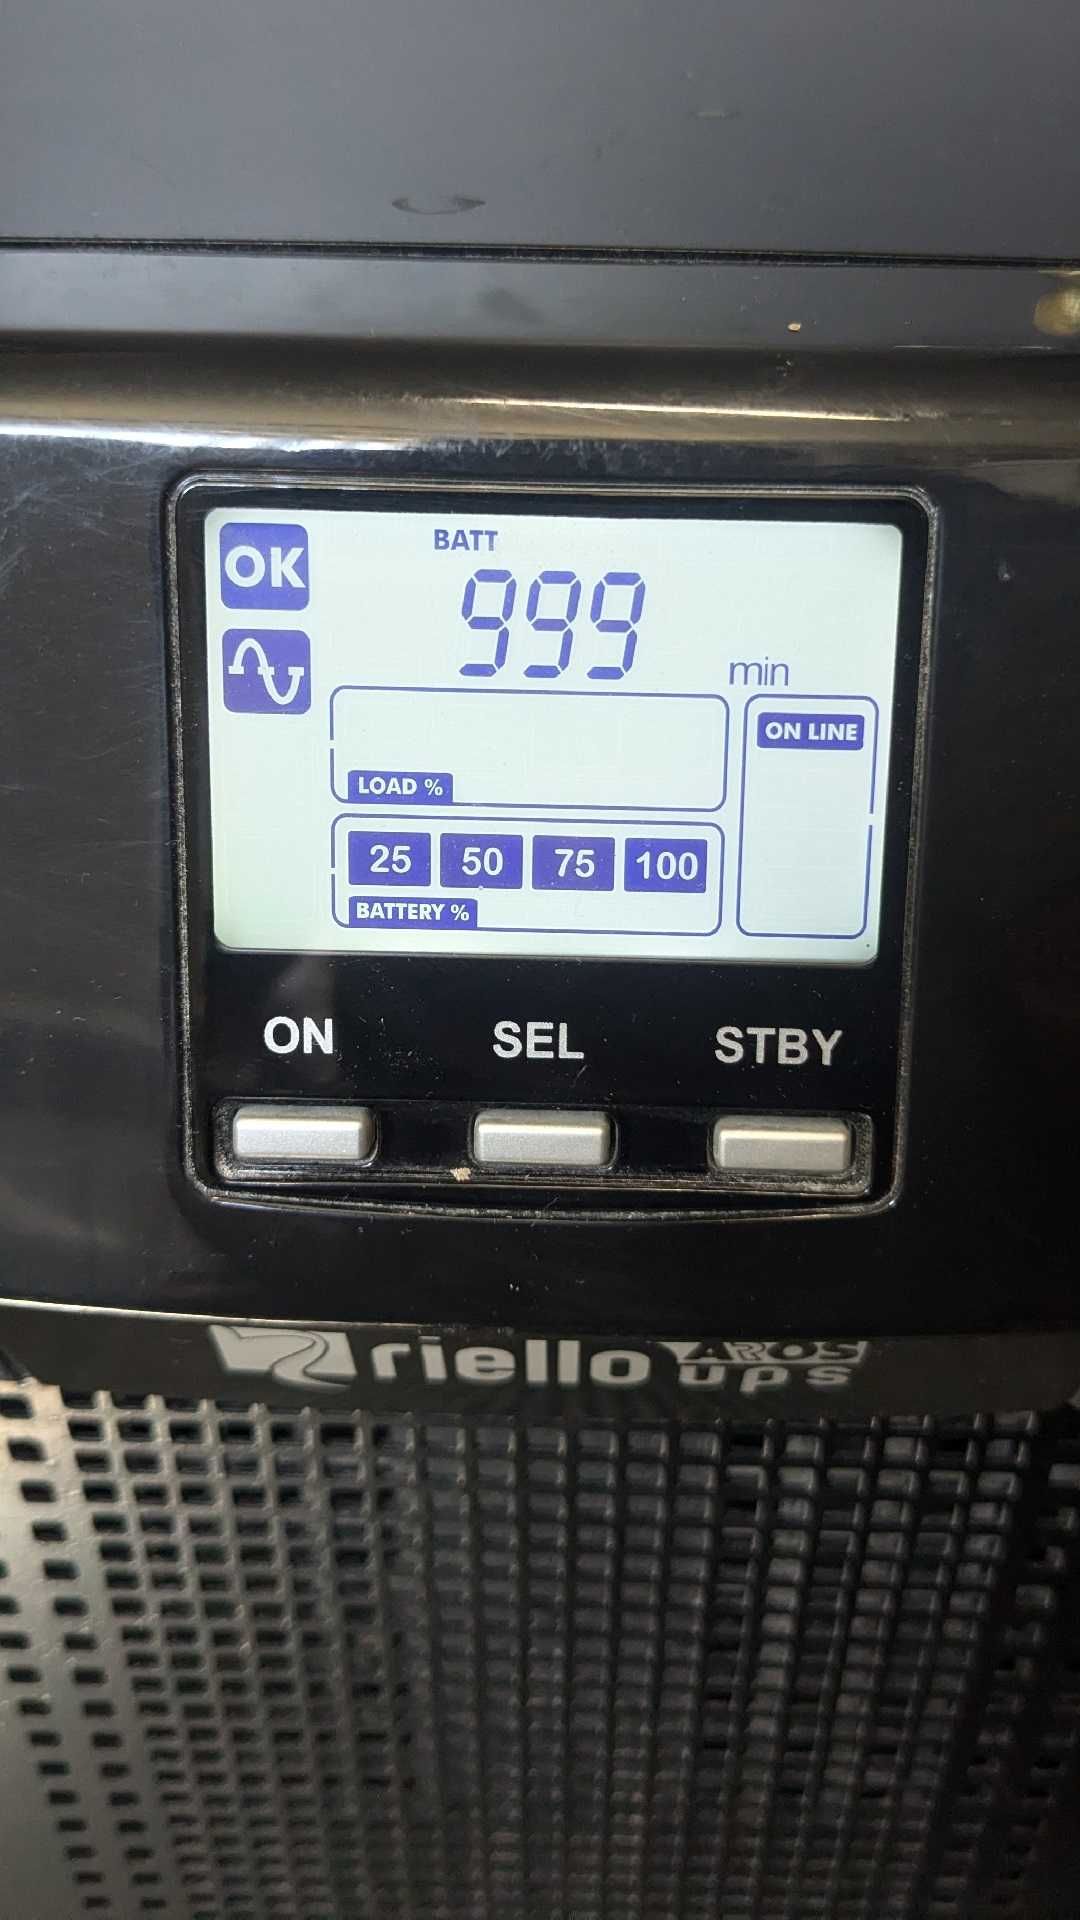 OK
BATT
999
min
ON LINE
LOAD %
25 50 75 100
BATTERY %
ON SEL STBY
riello AROS
ups